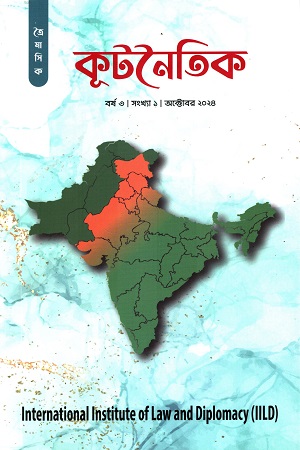 ত্রৈমাসিক
কূটনৈতিক
বর্ষ ৩ | সংখ্যা ১ | অক্টোবর ২০২৪
International Institute of Law and Diplomacy (IILD)